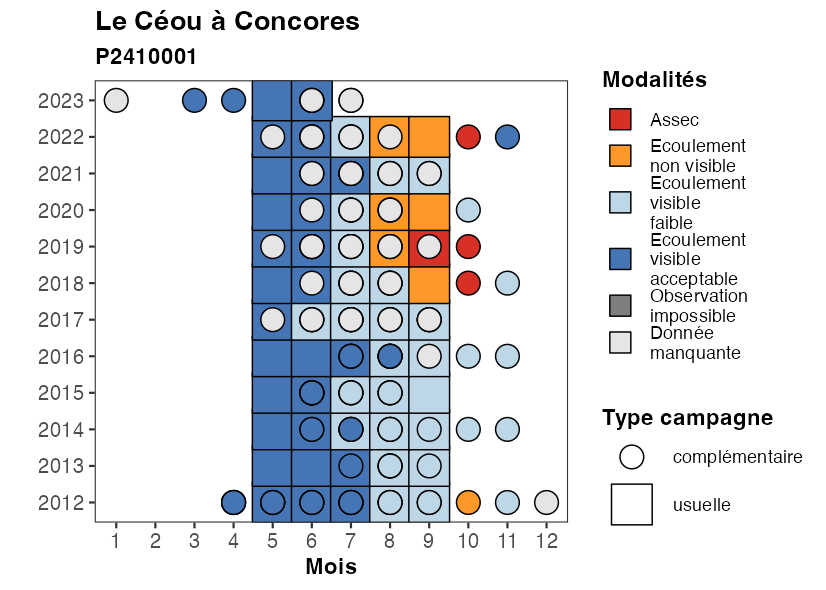 Le Céou à Concores
P2410001
2023
2022
2021
2020
2019
2018
2017
2016
2015
2014
2013
2012
1 2 3 4 5 6 7 8 9 10 11 12
Mois
Modalités
Assec
Ecoulement
non visible
Ecoulement
visible
faible
Ecoulement
visible
acceptable
Observation
impossible
Donnée
manquante
Type campagne
complémentaire
usuelle